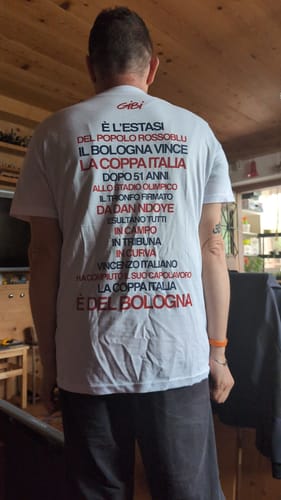 GiBi
È L'ESTASI
DEL POPOLO ROSSOBLU
IL BOLOGNA VINCE
LA COPPA ITALIA
DOPO 51 ANNI
ALLO STADIO OLIMPICO
IL TRIONFO FIRMATO
DA DAN NDOYE
ESULTANO TUTTI
IN CAMPO
IN TRIBUNA
IN CURVA
VINCENZO ITALIANO
HA COMPIUTO IL SUO CAPOLAVORO
LA COPPA ITALIA
È DEL BOLOGNA